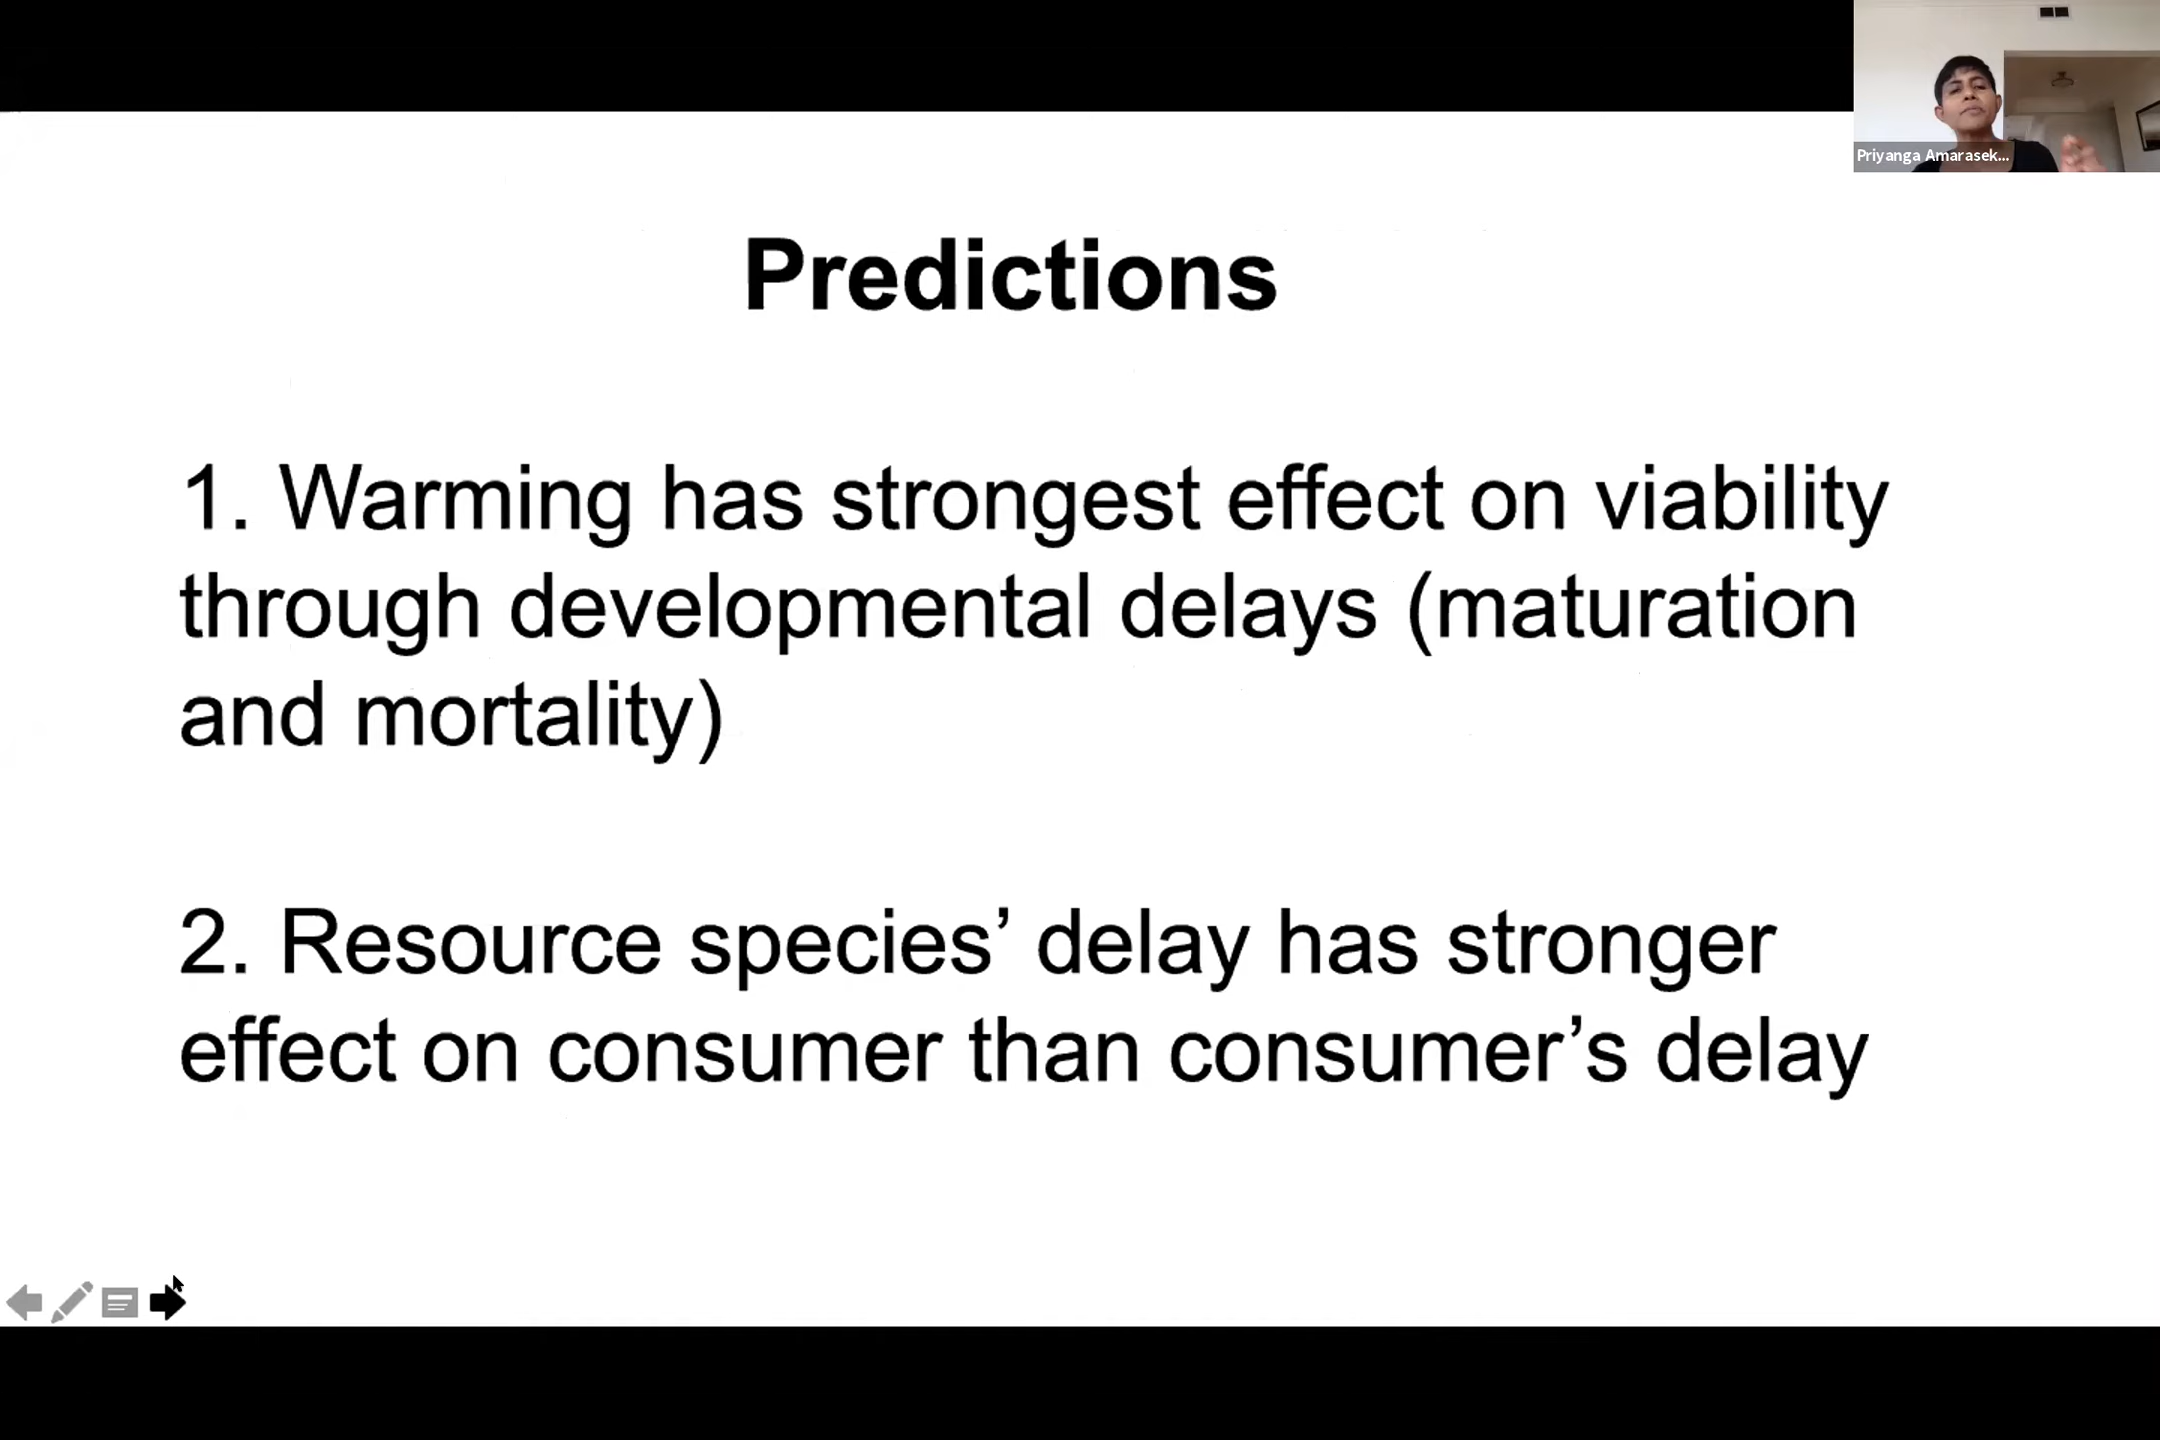 Priyanga Amarasek...
Predictions
1. Warming has strongest effect on viability
through developmental delays (maturation
and mortality)
2. Resource species’ delay has stronger
effect on consumer than consumer’s delay